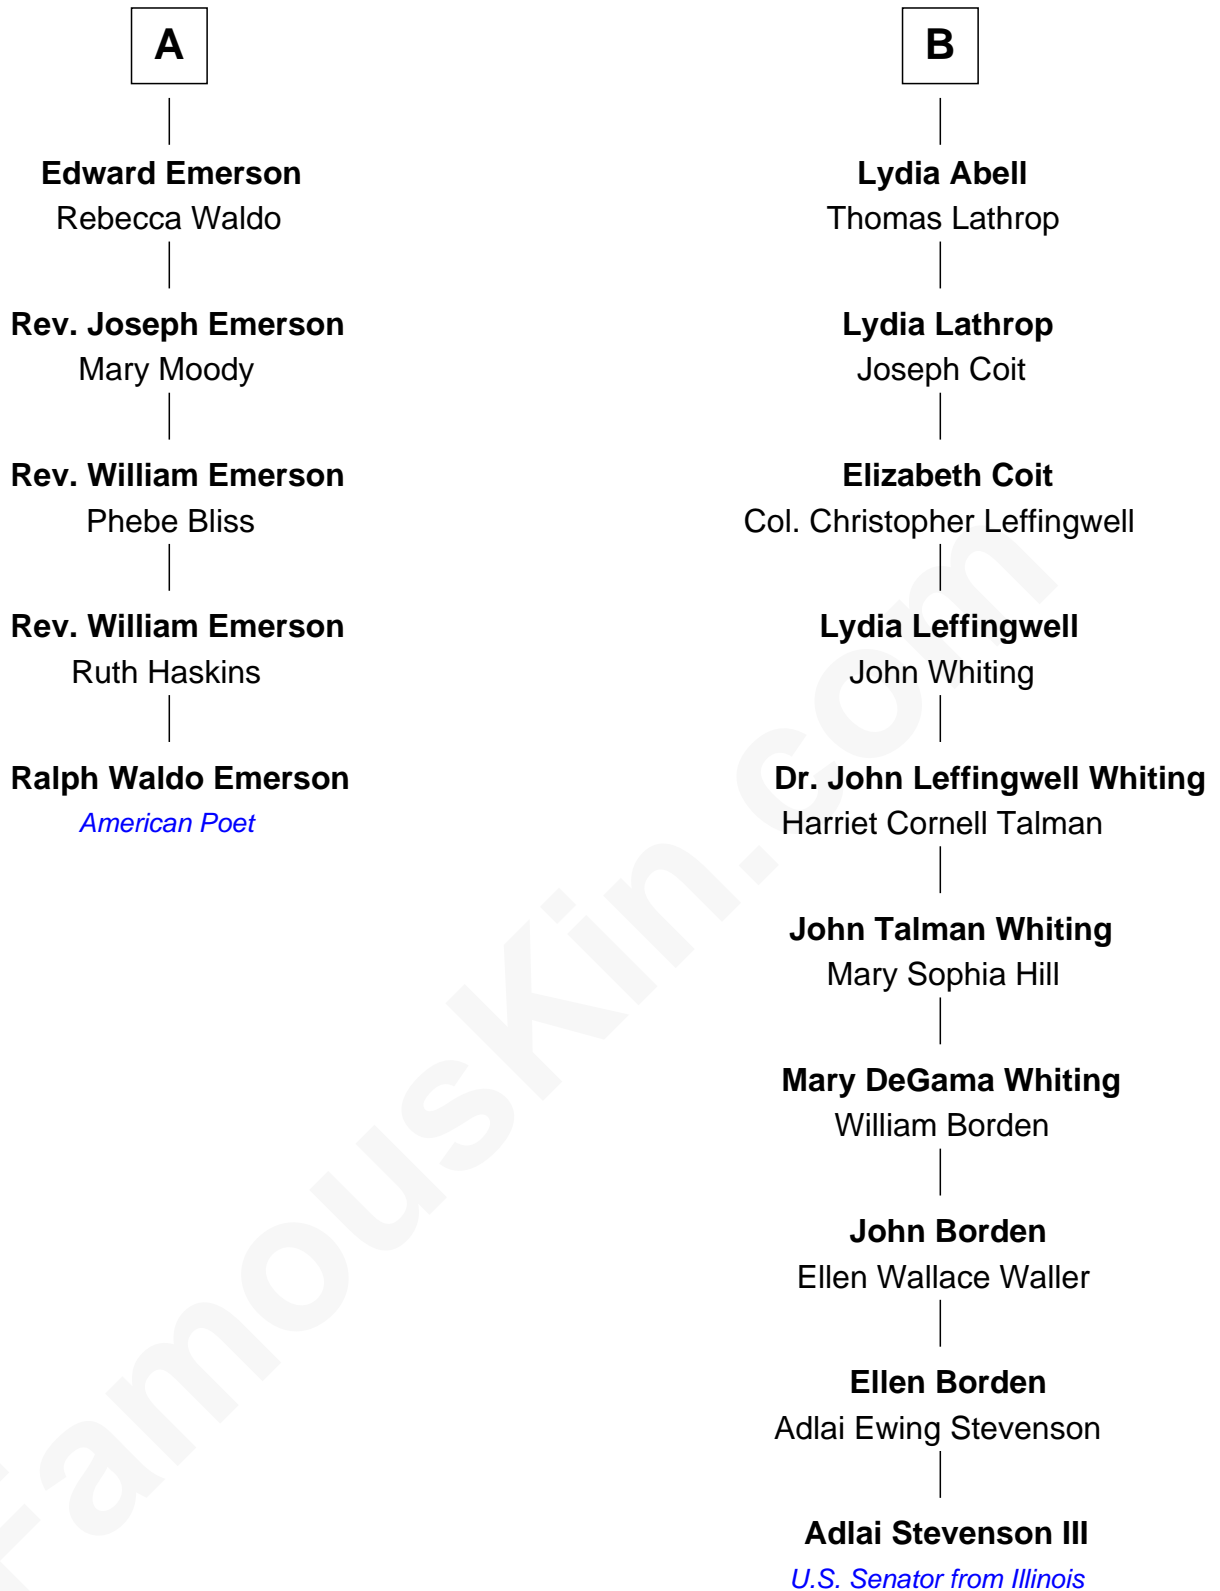 A
Edward Emerson
Rebecca Waldo
Rev. Joseph Emerson
Mary Moody
Rev. William Emerson
Phebe Bliss
Rev. William Emerson
Ruth Haskins
Ralph Waldo Emerson
American Poet
B
Lydia Abell
Thomas Lathrop
Lydia Lathrop
Joseph Coit
Elizabeth Coit
Col. Christopher Leffingwell
Lydia Leffingwell
John Whiting
Dr. John Leffingwell Whiting
Harriet Cornell Talman
John Talman Whiting
Mary Sophia Hill
Mary DeGama Whiting
William Borden
John Borden
Ellen Wallace Waller
Ellen Borden
Adlai Ewing Stevenson
Adlai Stevenson III
U.S. Senator from Illinois
FamousKin.com